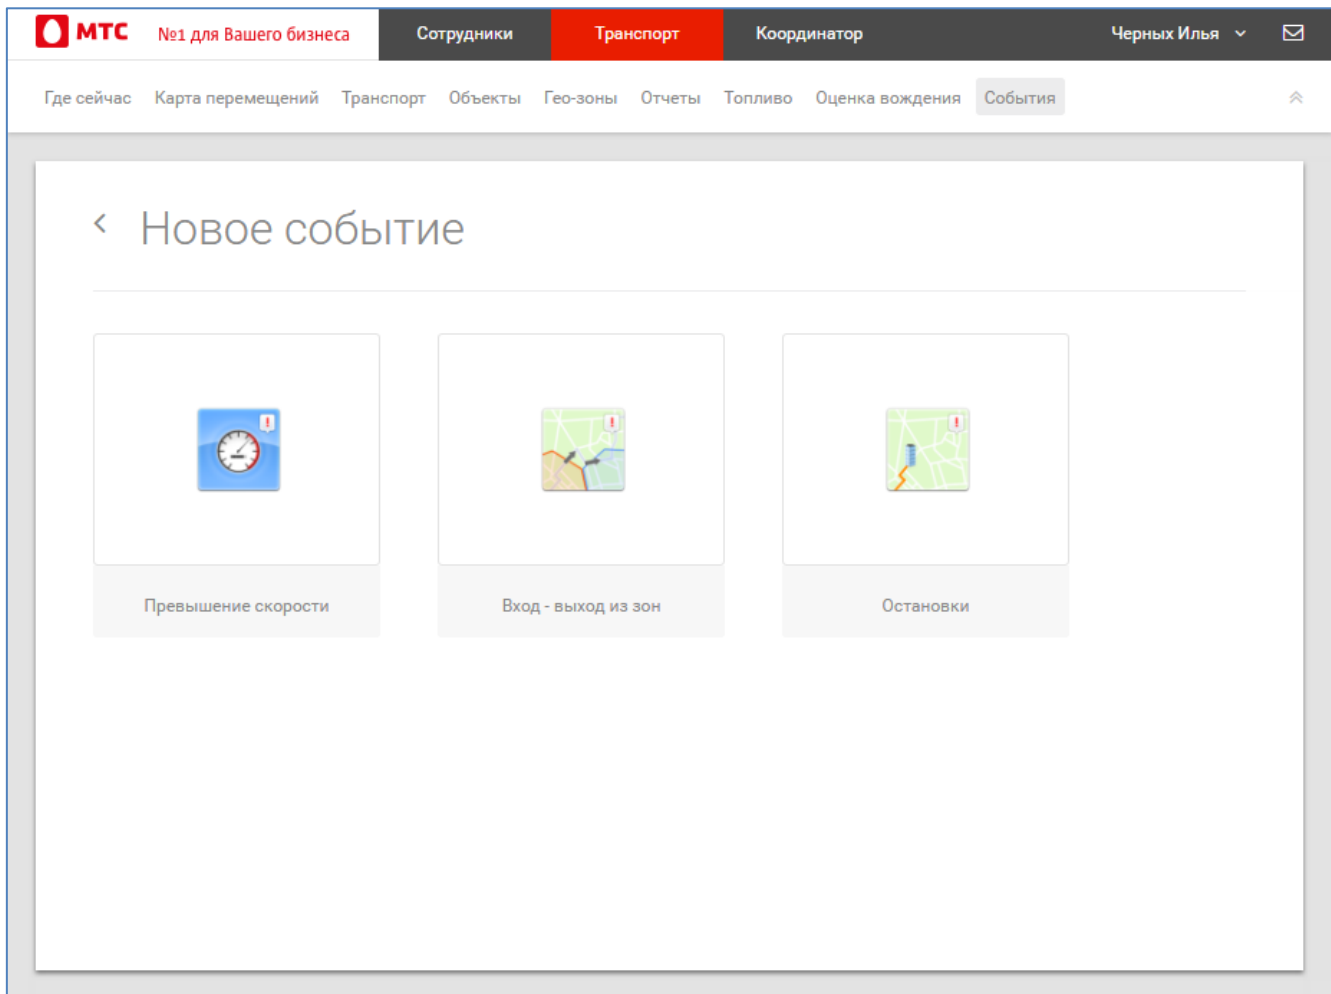 МТС №1 для Вашего бизнеса Сотрудники Транспорт Координатор Черных Илья
Где сейчас Карта перемещений Транспорт Объекты Гео-зоны Отчеты Топливо Оценка вождения События
Новое событие
Превышение скорости Вход - выход из зон Остановки